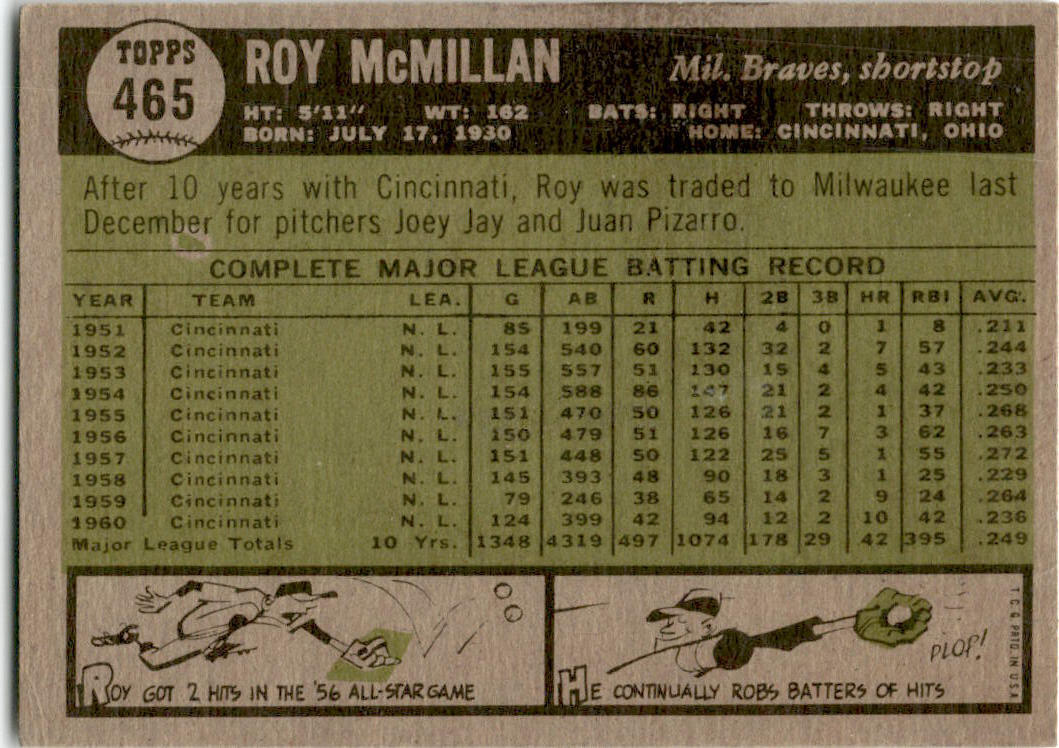 TOPPS
465
ROY McMILLAN
Mil. Braves, shortstop
HT: 5'11" WT: 162 BATS: RIGHT THROWS: RIGHT
BORN: JULY 17, 1930 HOME: CINCINNATI, OHIO
After 10 years with Cincinnati, Roy was traded to Milwaukee last
December for pitchers Joey Jay and Juan Pizarro.
COMPLETE MAJOR LEAGUE BATTING RECORD
YEAR TEAM LEA. G AB R H 2B 3B HR RBI AVG.
1951 Cincinnati N. L. 85 199 21 42 4 0 1 8 .211
1952 Cincinnati N. L. 154 540 60 132 32 2 7 57 .244
1953 Cincinnati N. L. 155 557 51 130 15 4 5 43 .233
1954 Cincinnati N. L. 154 588 86 147 21 2 4 42 .250
1955 Cincinnati N. L. 151 470 50 126 21 2 1 37 .268
1956 Cincinnati N. L. 150 479 51 126 16 7 3 62 .263
1957 Cincinnati N. L. 151 448 50 122 25 5 1 55 .272
1958 Cincinnati N. L. 145 393 48 90 18 3 1 25 .229
1959 Cincinnati N. L. 79 246 38 65 14 2 9 24 .264
1960 Cincinnati N. L. 124 399 42 94 12 2 10 42 .236
Major League Totals 10 Yrs. 1348 4319 497 1074 178 29 42 395 .249
ROY GOT 2 HITS IN THE '56 ALL-STAR GAME
PLOP!
HE CONTINUALLY ROBS BATTERS OF HITS
T.C.G. PRTD. IN U.S.A.